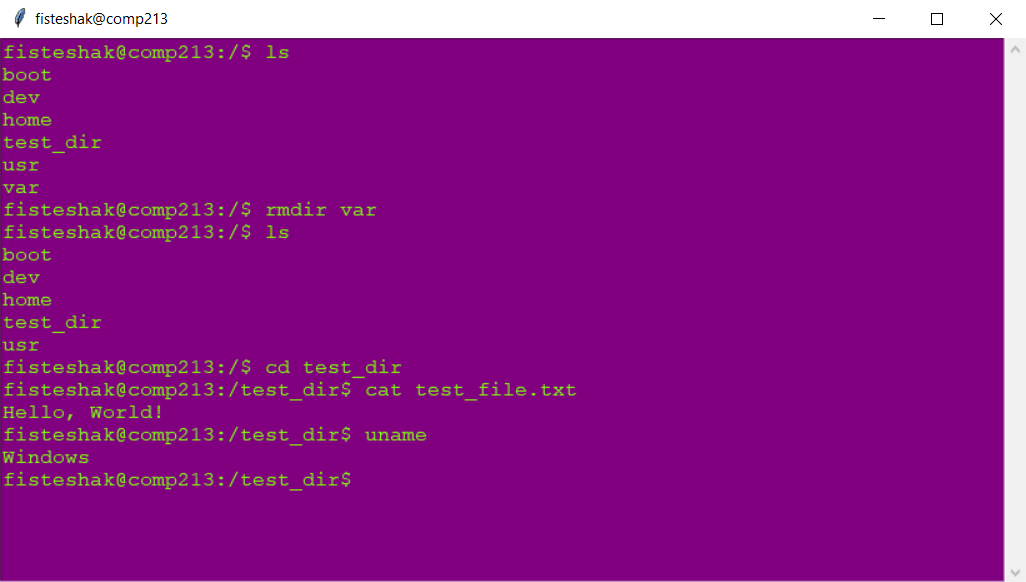 fisteshak@comp213
fisteshak@comp213:/$ ls
boot
dev
home
test_dir
usr
var
fisteshak@comp213:/$ rmdir var
fisteshak@comp213:/$ ls
boot
dev
home
test_dir
usr
fisteshak@comp213:/$ cd test_dir
fisteshak@comp213:/test_dir$ cat test_file.txt
Hello, World!
fisteshak@comp213:/test_dir$ uname
Windows
fisteshak@comp213:/test_dir$